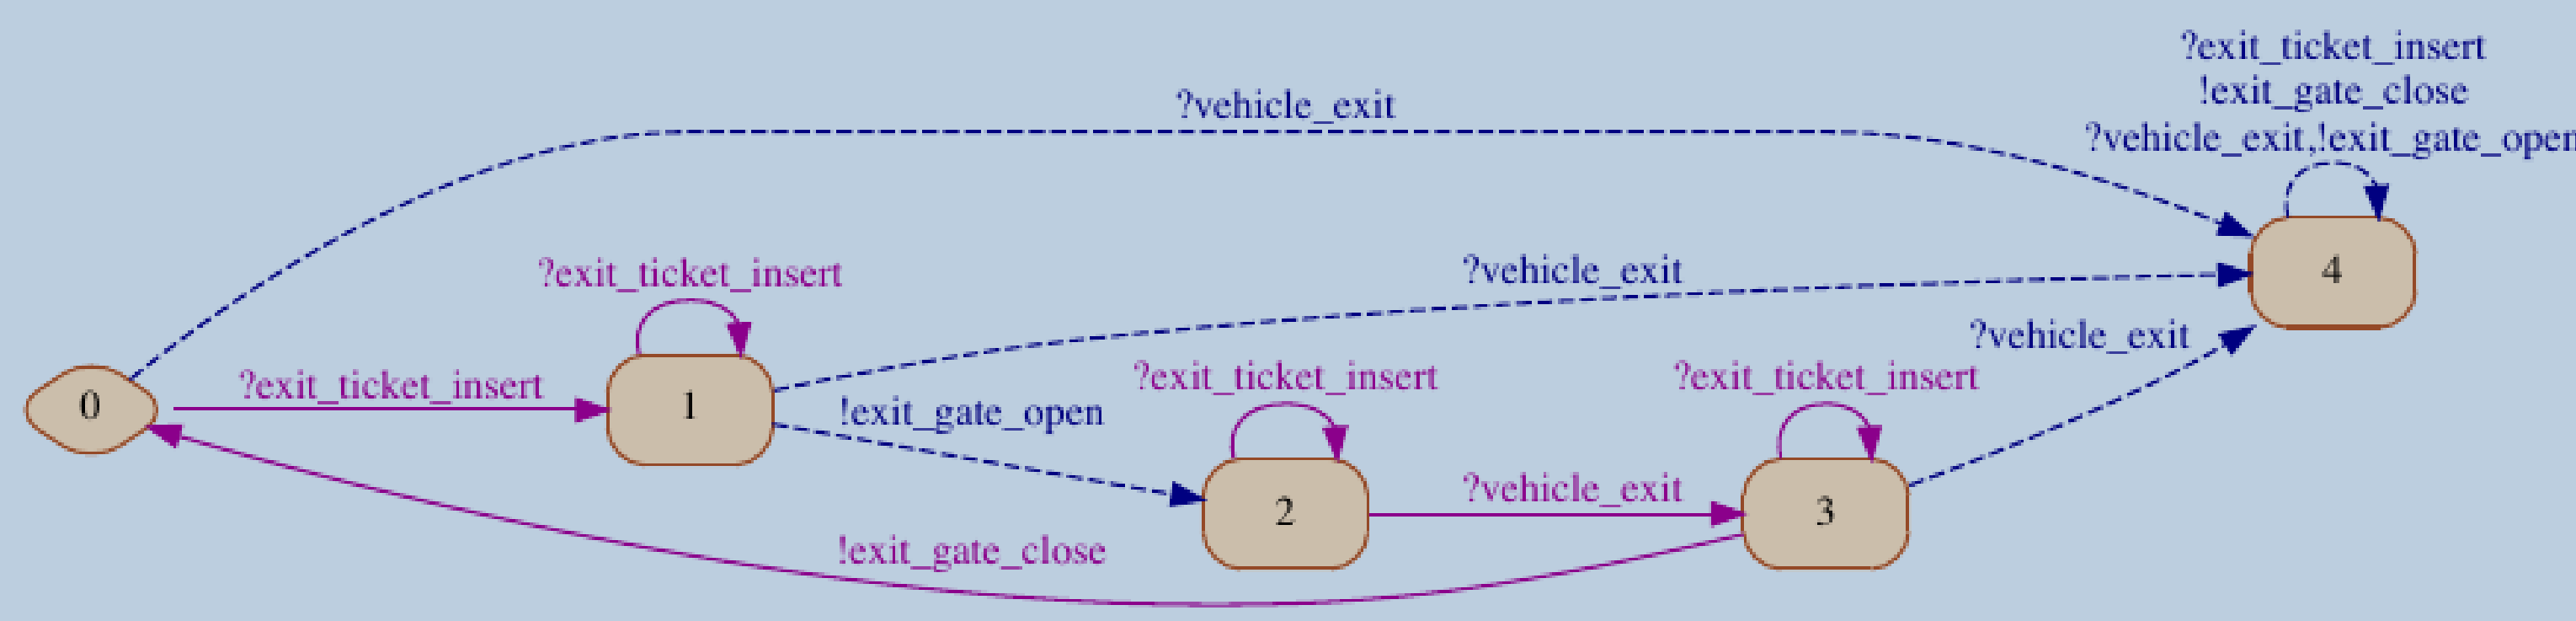 ?exit_ticket_insert
!exit_gate_close
?vehicle_exit,!exit_gate_open
?vehicle_exit
?vehicle_exit
?exit_ticket_insert
4
?vehicle_exit
?exit_ticket_insert
?exit_ticket_insert
?exit_ticket_insert
0
1
!exit_gate_open
?vehicle_exit
2
3
!exit_gate_close